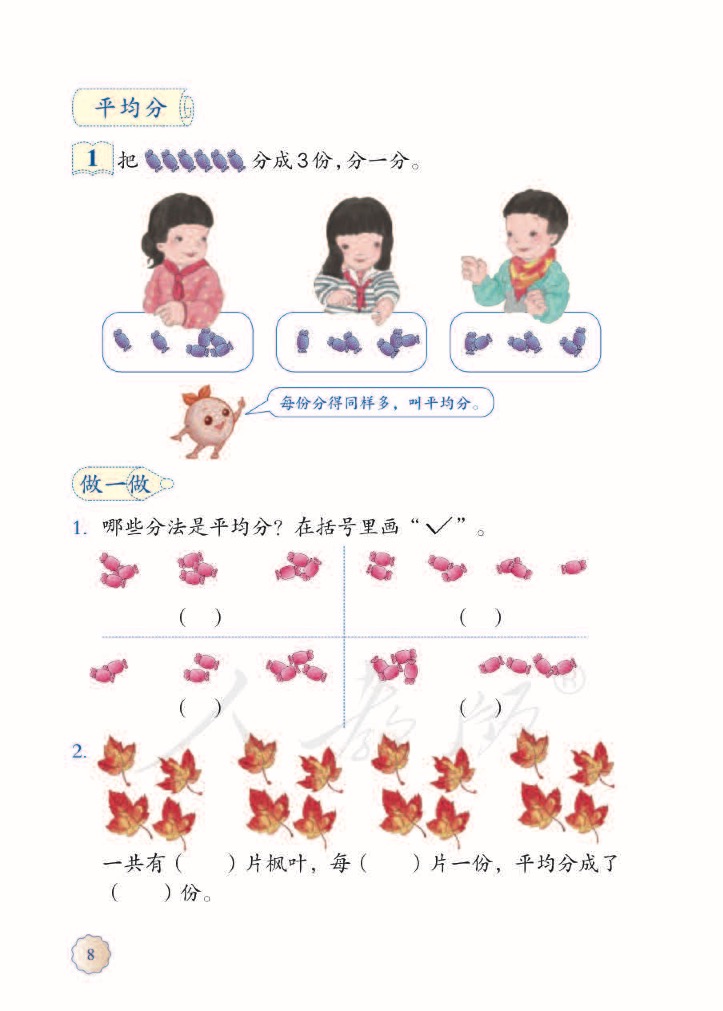 平均分
1 把 分成3份，分一分。
每份分得同样多，叫平均分。
做一做
1. 哪些分法是平均分？在括号里画“✓”。
（ ） （ ）
（ ） （ ）
人教版®
2.
一共有（ ）片枫叶，每（ ）片一份，平均分成了
（ ）份。
8